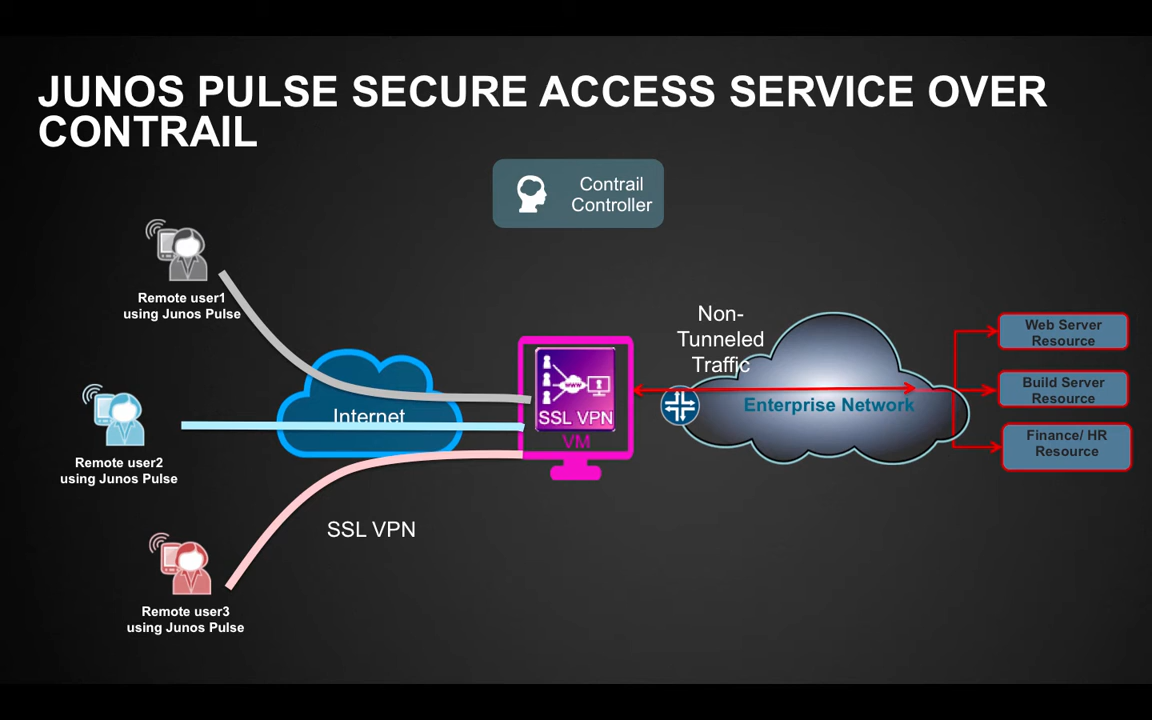 JUNOS PULSE SECURE ACCESS SERVICE OVER
CONTRAIL
Contrail
Controller
Remote user1
using Junos Pulse
Remote user2
using Junos Pulse
Remote user3
using Junos Pulse
Internet
SSL VPN
WWW
SSL VPN
VM
Non-
Tunneled
Traffic
Enterprise Network
Web Server
Resource
Build Server
Resource
Finance/ HR
Resource